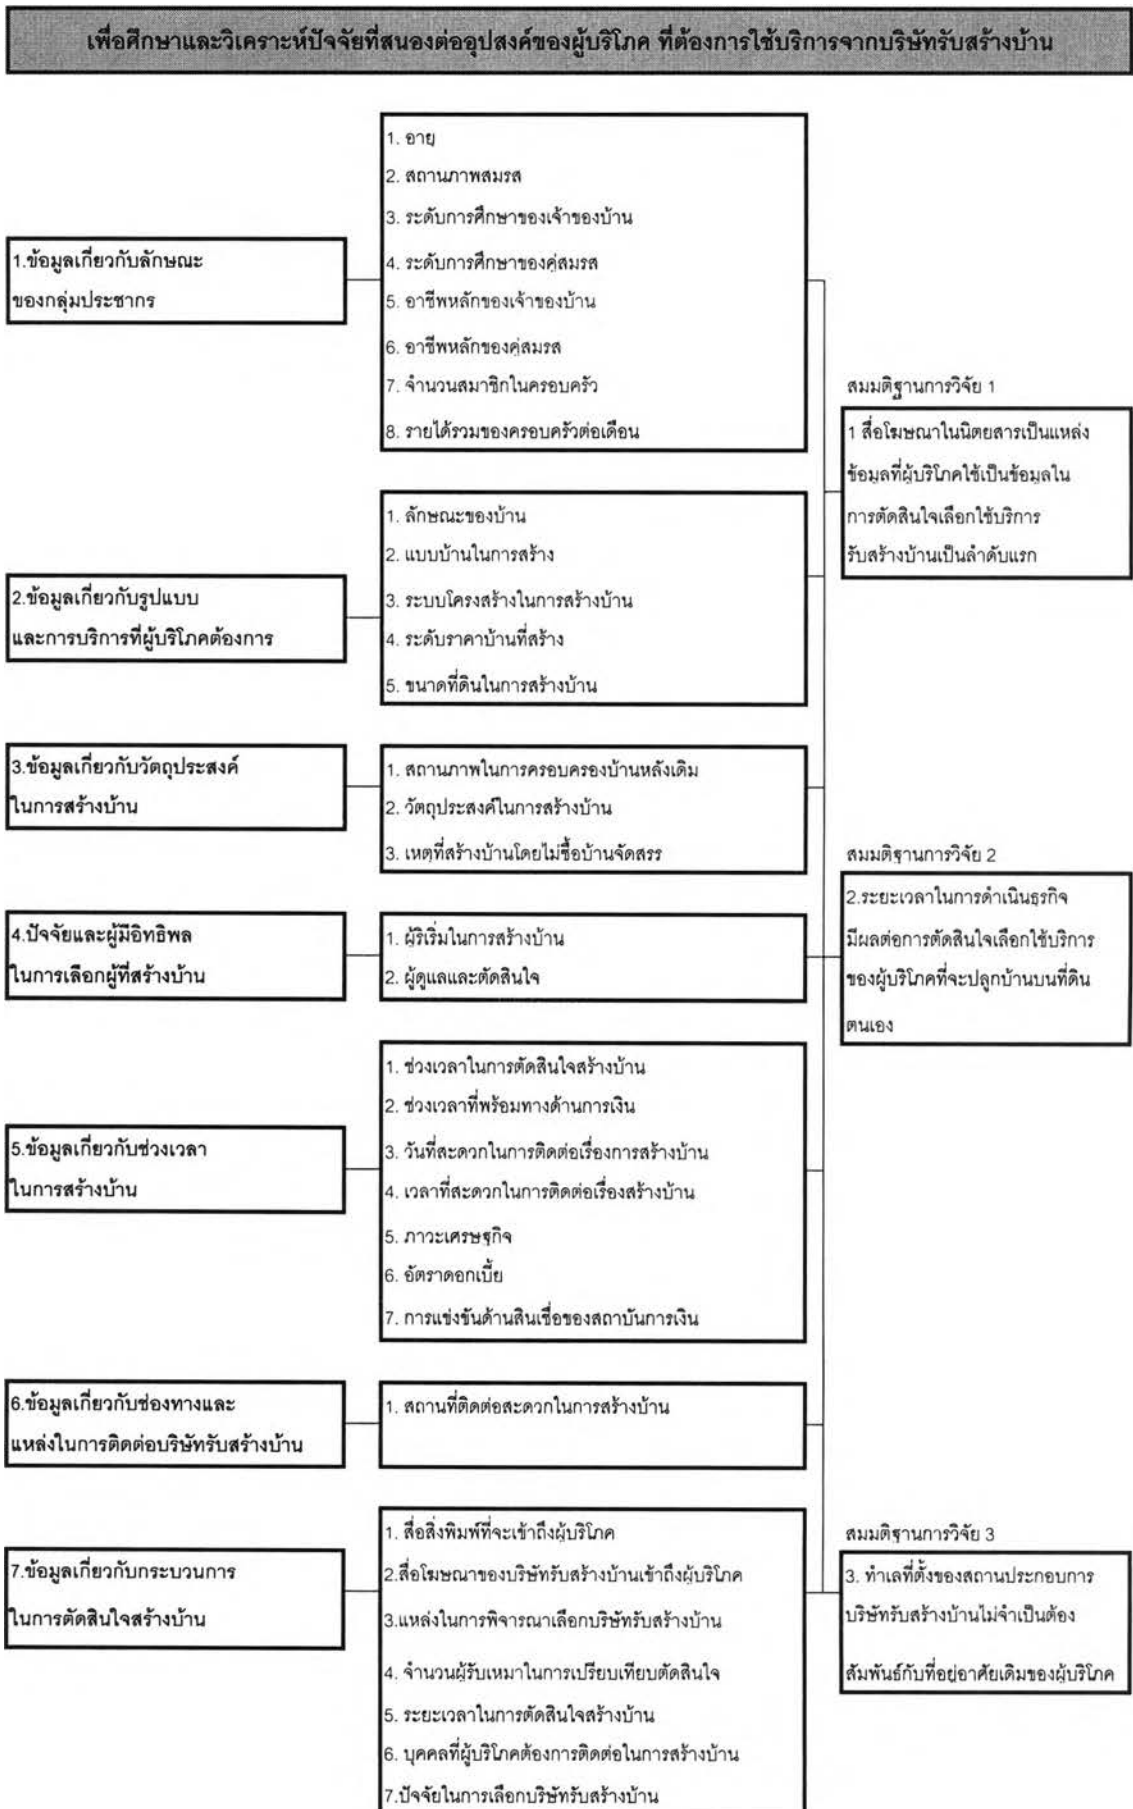 เพื่อศึกษาและวิเคราะห์ปัจจัยที่สนองต่ออุปสงค์ของผู้บริโภค ที่ต้องการใช้บริการจากบริษัทรับสร้างบ้าน
1.ข้อมูลเกี่ยวกับลักษณะ
ของกลุ่มประชากร
1. อายุ
2. สถานภาพสมรส
3. ระดับการศึกษาของเจ้าของบ้าน
4. ระดับการศึกษาของคู่สมรส
5. อาชีพหลักของเจ้าของบ้าน
6. อาชีพหลักของคู่สมรส
7. จำนวนสมาชิกในครอบครัว
8. รายได้รวมของครอบครัวต่อเดือน
2.ข้อมูลเกี่ยวกับรูปแบบ
และการบริการที่ผู้บริโภคต้องการ
1. ลักษณะของบ้าน
2. แบบบ้านในการสร้าง
3. ระบบโครงสร้างในการสร้างบ้าน
4. ระดับราคาบ้านที่สร้าง
5. ขนาดที่ดินในการสร้างบ้าน
3.ข้อมูลเกี่ยวกับวัตถุประสงค์
ในการสร้างบ้าน
1. สถานภาพในการครอบครองบ้านหลังเดิม
2. วัตถุประสงค์ในการสร้างบ้าน
3. เหตุที่สร้างบ้านโดยไม่ซื้อบ้านจัดสรร
4.ปัจจัยและผู้มีอิทธิพล
ในการเลือกผู้ที่สร้างบ้าน
1. ผู้ริเริ่มในการสร้างบ้าน
2. ผู้ดูแลและตัดสินใจ
5.ข้อมูลเกี่ยวกับช่วงเวลา
ในการสร้างบ้าน
1. ช่วงเวลาในการตัดสินใจสร้างบ้าน
2. ช่วงเวลาที่พร้อมทางด้านการเงิน
3. วันที่สะดวกในการติดต่อเรื่องการสร้างบ้าน
4. เวลาที่สะดวกในการติดต่อเรื่องสร้างบ้าน
5. ภาวะเศรษฐกิจ
6. อัตราดอกเบี้ย
7. การแข่งขันด้านสินเชื่อของสถาบันการเงิน
6.ข้อมูลเกี่ยวกับช่องทางและ
แหล่งในการติดต่อบริษัทรับสร้างบ้าน
1. สถานที่ติดต่อสะดวกในการสร้างบ้าน
7.ข้อมูลเกี่ยวกับกระบวนการ
ในการตัดสินใจสร้างบ้าน
1. สื่อสิ่งพิมพ์ที่จะเข้าถึงผู้บริโภค
2.สื่อโฆษณาของบริษัทรับสร้างบ้านเข้าถึงผู้บริโภค
3.แหล่งในการพิจารณาเลือกบริษัทรับสร้างบ้าน
4. จำนวนผู้รับเหมาในการเปรียบเทียบตัดสินใจ
5. ระยะเวลาในการตัดสินใจสร้างบ้าน
6. บุคคลที่ผู้บริโภคต้องการติดต่อในการสร้างบ้าน
7.ปัจจัยในการเลือกบริษัทรับสร้างบ้าน
สมมติฐานการวิจัย 1
1 สื่อโฆษณาในนิตยสารเป็นแหล่ง
ข้อมูลที่ผู้บริโภคใช้เป็นข้อมูลใน
การตัดสินใจเลือกใช้บริการ
รับสร้างบ้านเป็นลำดับแรก
สมมติฐานการวิจัย 2
2.ระยะเวลาในการดำเนินธุรกิจ
มีผลต่อการตัดสินใจเลือกใช้บริการ
ของผู้บริโภคที่จะปลูกบ้านบนที่ดิน
ตนเอง
สมมติฐานการวิจัย 3
3. ทำเลที่ตั้งของสถานประกอบการ
บริษัทรับสร้างบ้านไม่จำเป็นต้อง
สัมพันธ์กับที่อยู่อาศัยเดิมของผู้บริโภค